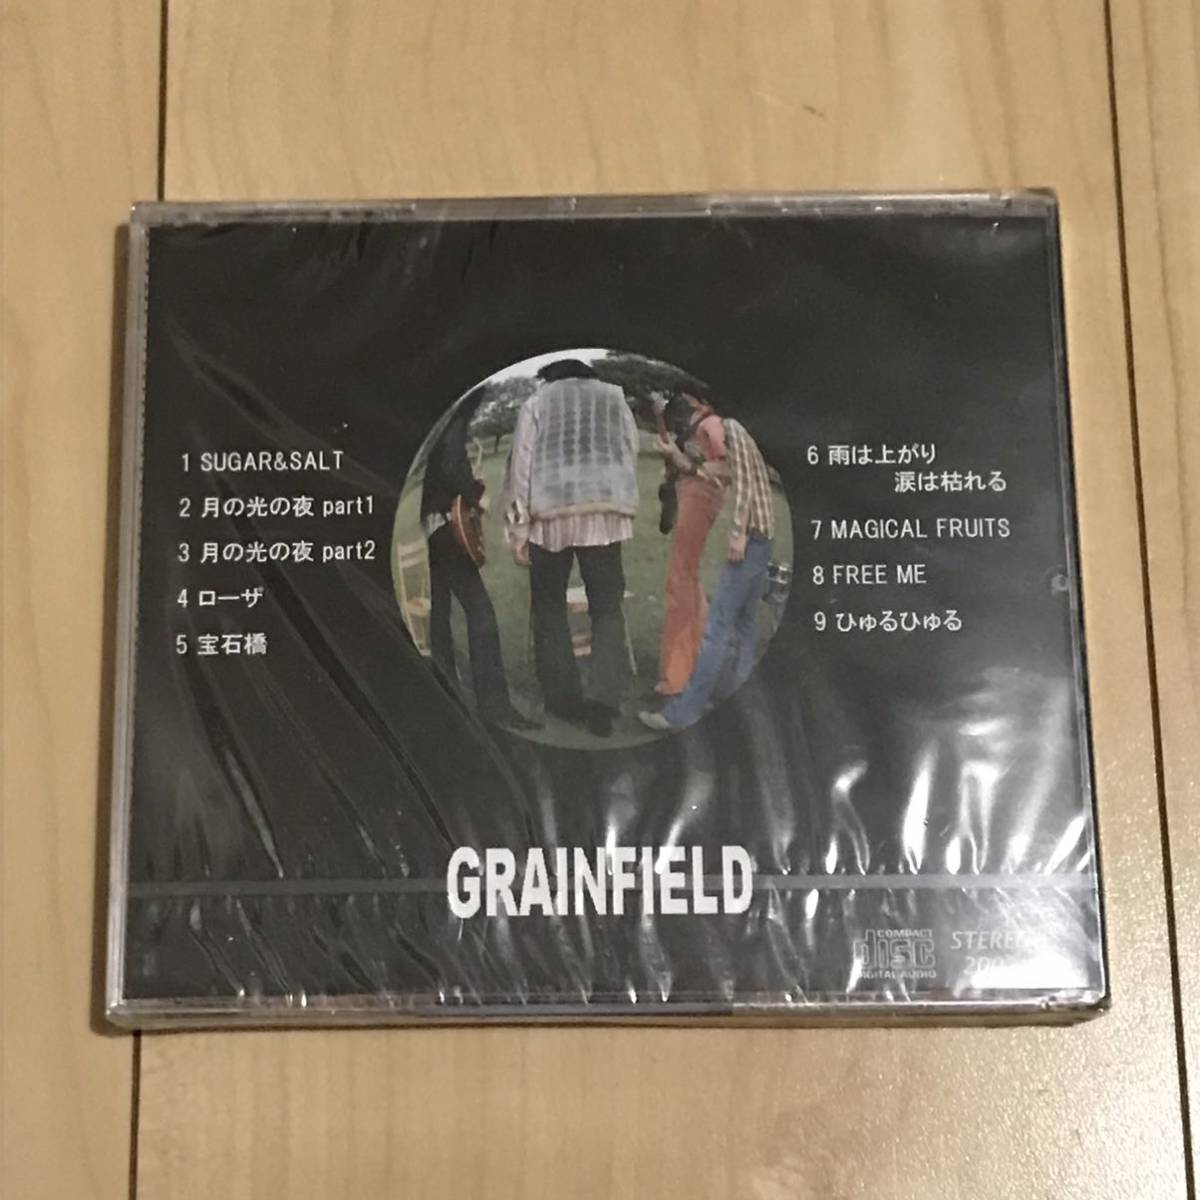 1 SUGAR&SALT
2 月の光の夜 part1
3 月の光の夜 part2
4 ローザ
5 宝石橋
6 雨は上がり
涙は枯れる
7 MAGICAL FRUITS
8 FREE ME
9 ひゅるひゅる
GRAINFIELD
COMPACT
disc
DIGITAL AUDIO
STEREO